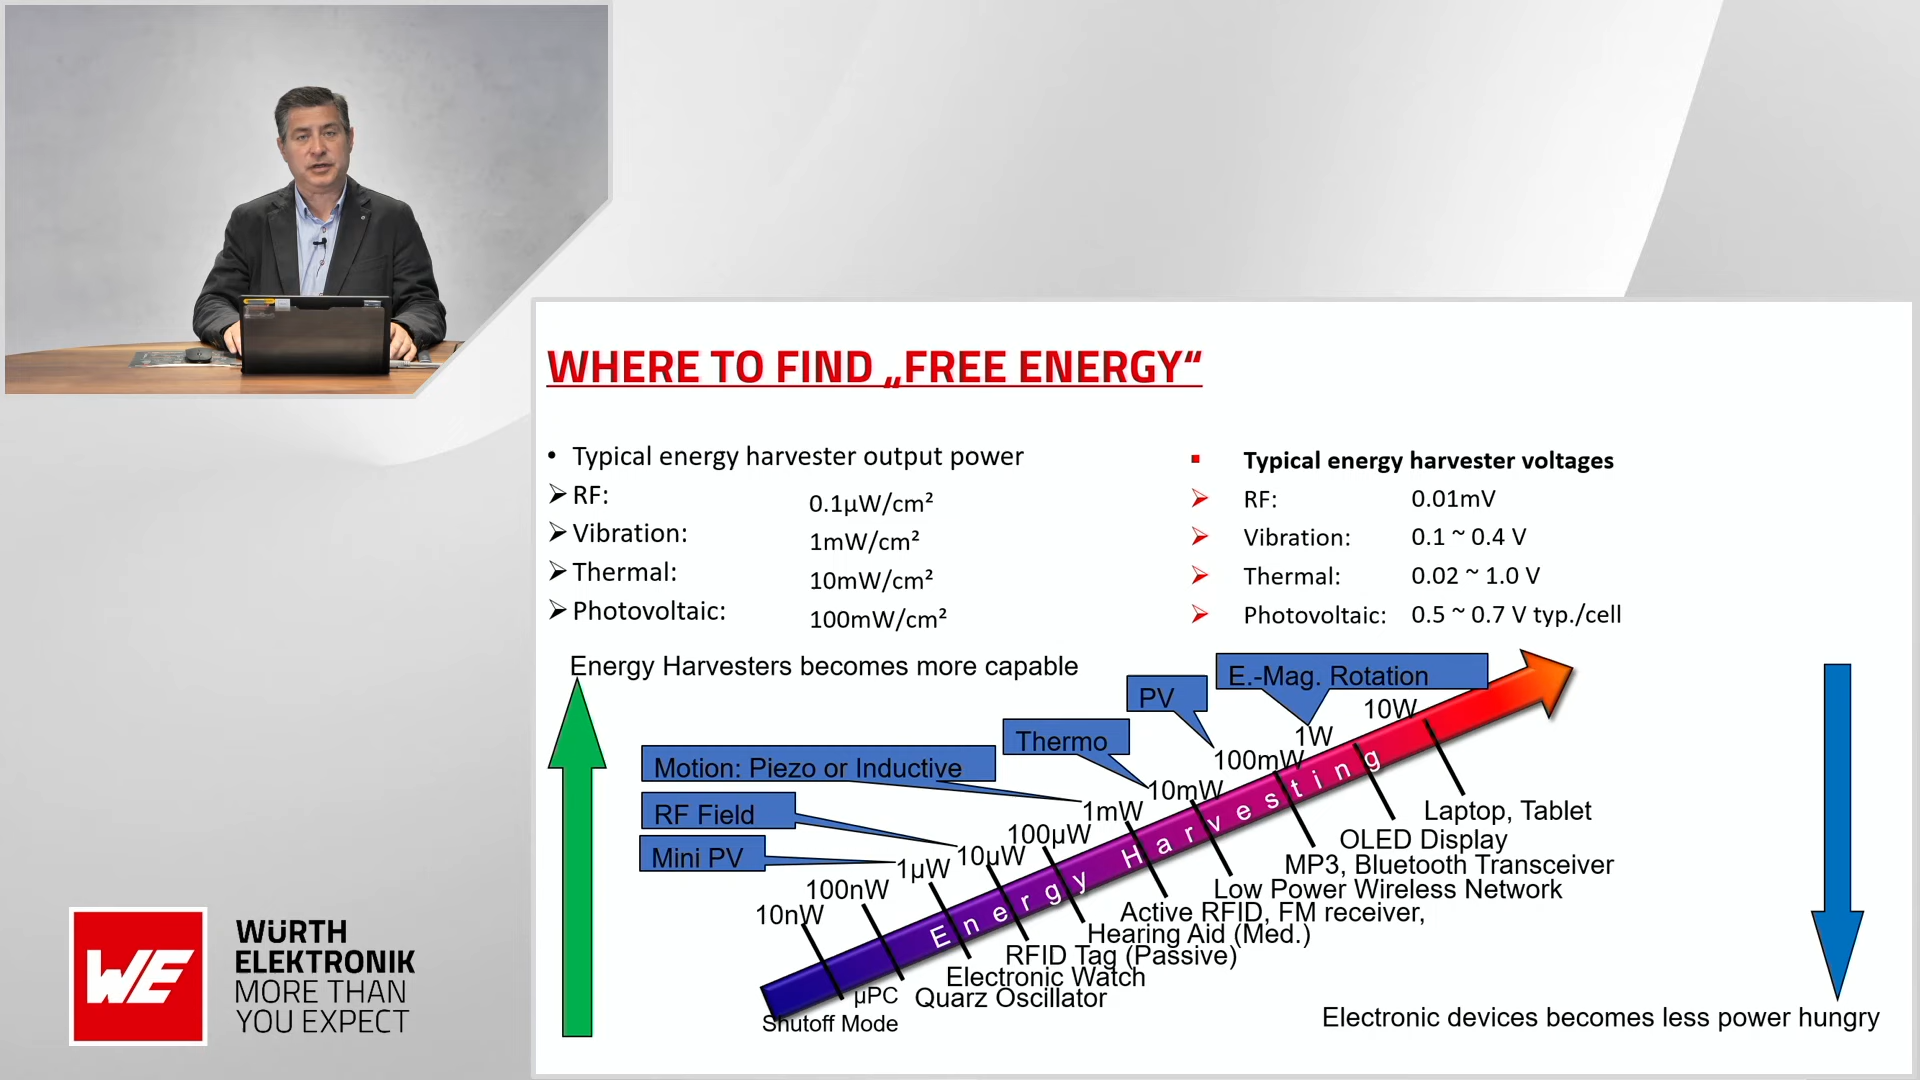 WHERE TO FIND „FREE ENERGY“
• Typical energy harvester output power
RF: 0.1µW/cm²
Vibration: 1mW/cm²
Thermal: 10mW/cm²
Photovoltaic: 100mW/cm²
Typical energy harvester voltages
RF: 0.01mV
Vibration: 0.1 ~ 0.4 V
Thermal: 0.02 ~ 1.0 V
Photovoltaic: 0.5 ~ 0.7 V typ./cell
Energy Harvesters becomes more capable
E.-Mag. Rotation
PV
Thermo
Motion: Piezo or Inductive
RF Field
Mini PV
10nW
100nW
1µW
10µW
100µW
1mW
10mW
100mW
1W
10W
Energy Harvesting
Laptop, Tablet
OLED Display
MP3, Bluetooth Transceiver
Low Power Wireless Network
Active RFID, FM receiver,
Hearing Aid (Med.)
RFID Tag (Passive)
Electronic Watch
Quarz Oscillator
µPC
Shutoff Mode
Electronic devices becomes less power hungry
WE
WÜRTH
ELEKTRONIK
MORE THAN
YOU EXPECT